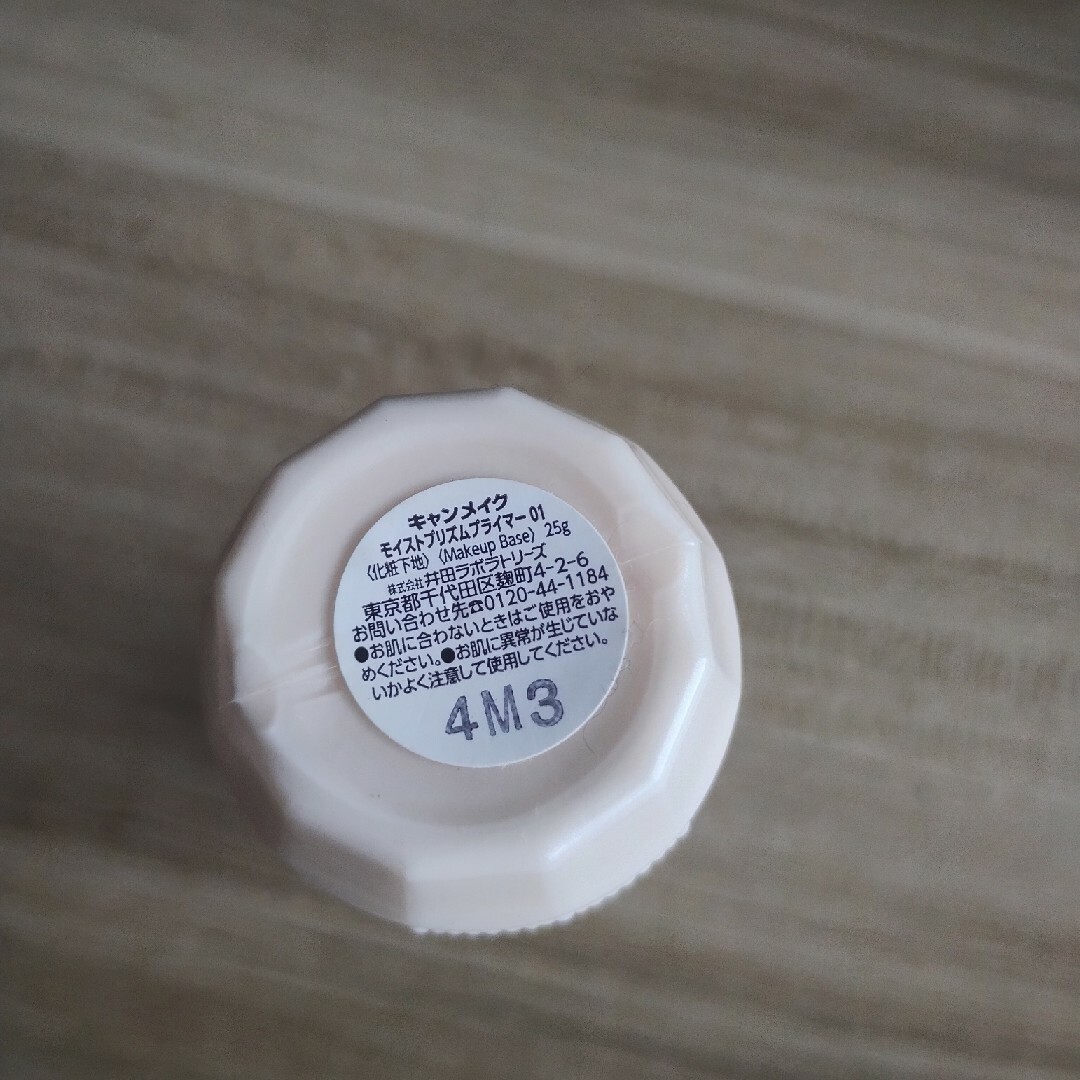 キャンメイク
モイストプリズムプライマー 01
〈化粧下地〉〈Makeup Base〉 25g
株式会社井田ラボラトリーズ
東京都千代田区麹町4-2-6
お問い合わせ先☎0120-44-1184
●お肌に合わないときはご使用をおや
めください。●お肌に異常が生じていな
いかよく注意して使用してください。
4M3